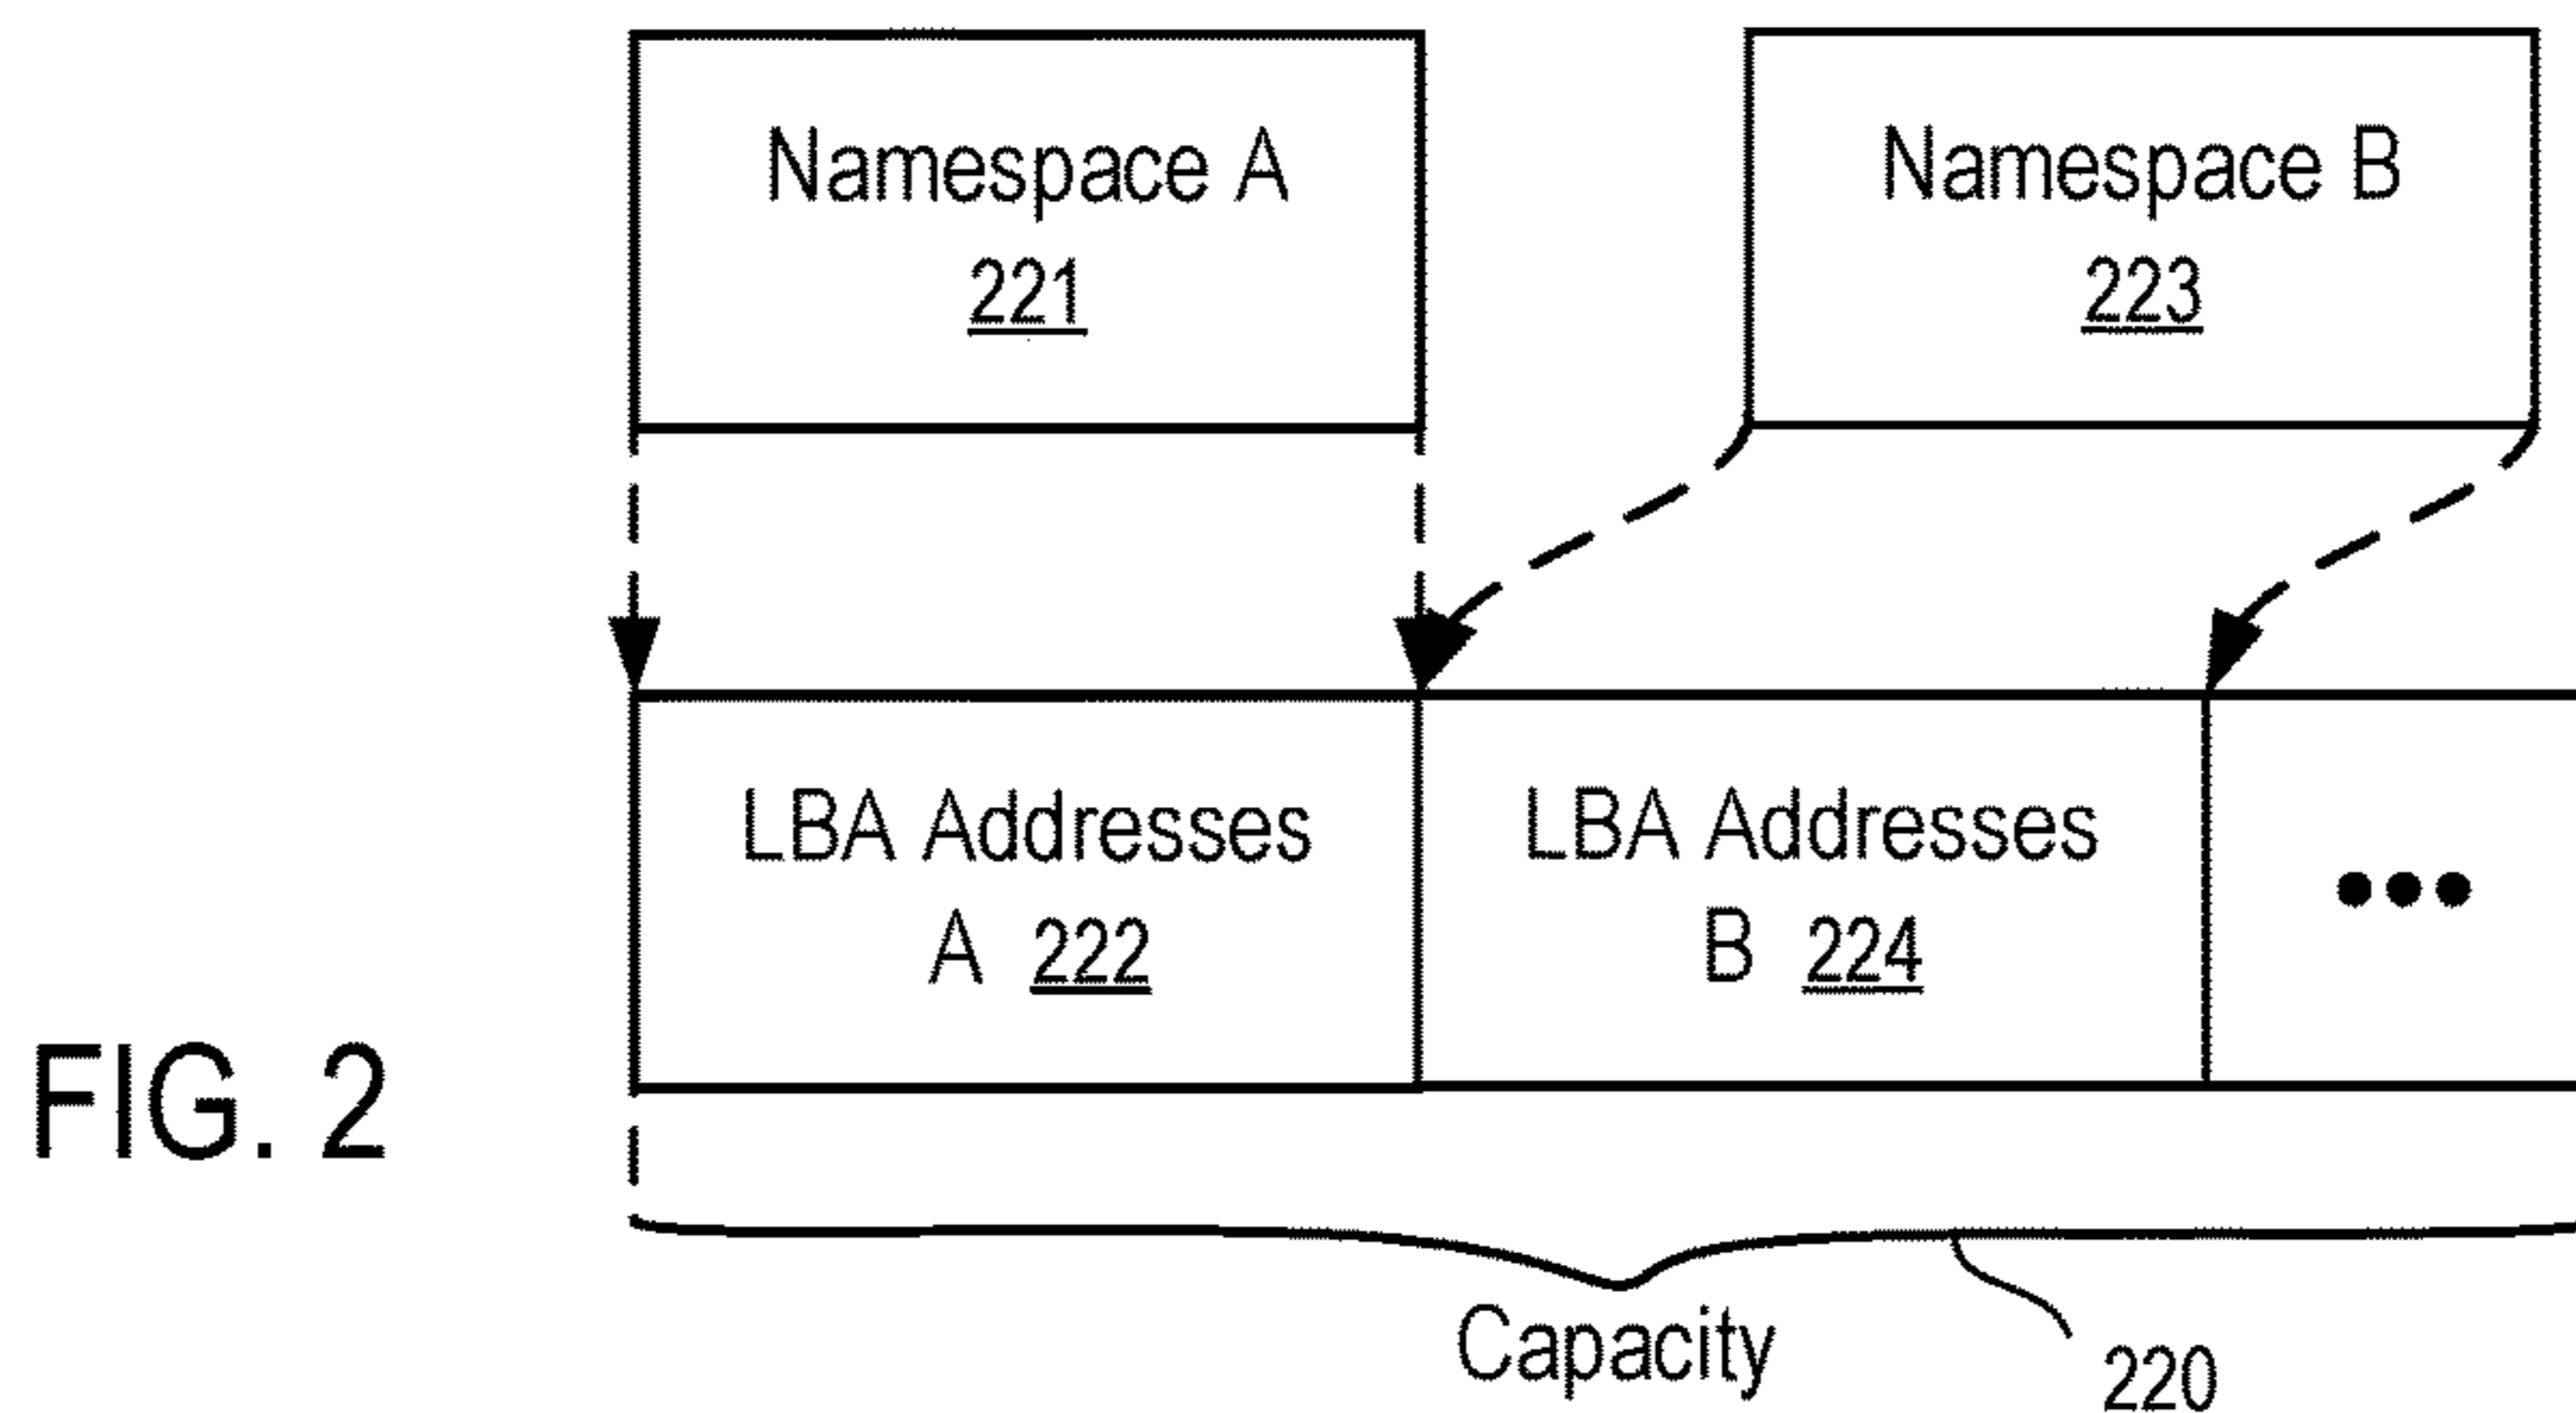 Namespace A
221
Namespace B
223
LBA Addresses
A 222
LBA Addresses
B 224
•••
FIG. 2
Capacity
220